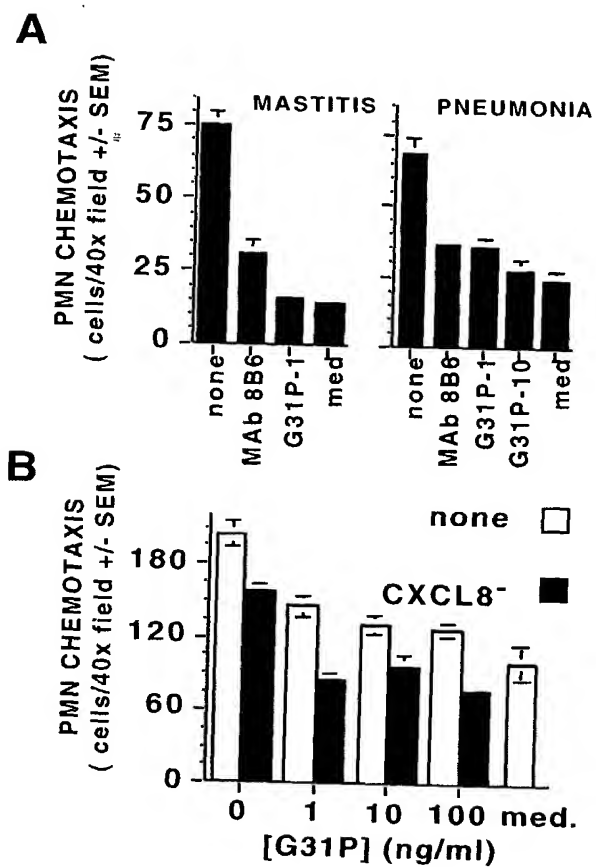 A
PMN CHEMOTAXIS
( cells/40x field +/- SEM)
MASTITIS
PNEUMONIA
75
50
25
0
none
MAb 8B6
G31P-1
med
none
MAb 8B6
G31P-1
G31P-10
med
B
PMN CHEMOTAXIS
( cells/40x field +/- SEM)
none
CXCL8-
180
120
60
0
0 1 10 100 med.
[G31P] (ng/ml)